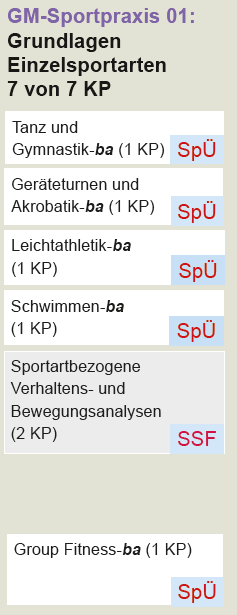 GM-Sportpraxis 01:
Grundlagen
Einzelsportarten
7 von 7 KP
Tanz und
Gymnastik-ba (1 KP)
SpÜ
Geräteturnen und
Akrobatik-ba (1 KP)
SpÜ
Leichtathletik-ba
(1 KP)
SpÜ
Schwimmen-ba
(1 KP)
SpÜ
Sportartbezogene
Verhaltens- und
Bewegungsanalysen
(2 KP)
SSF
Group Fitness-ba (1 KP)
SpÜ